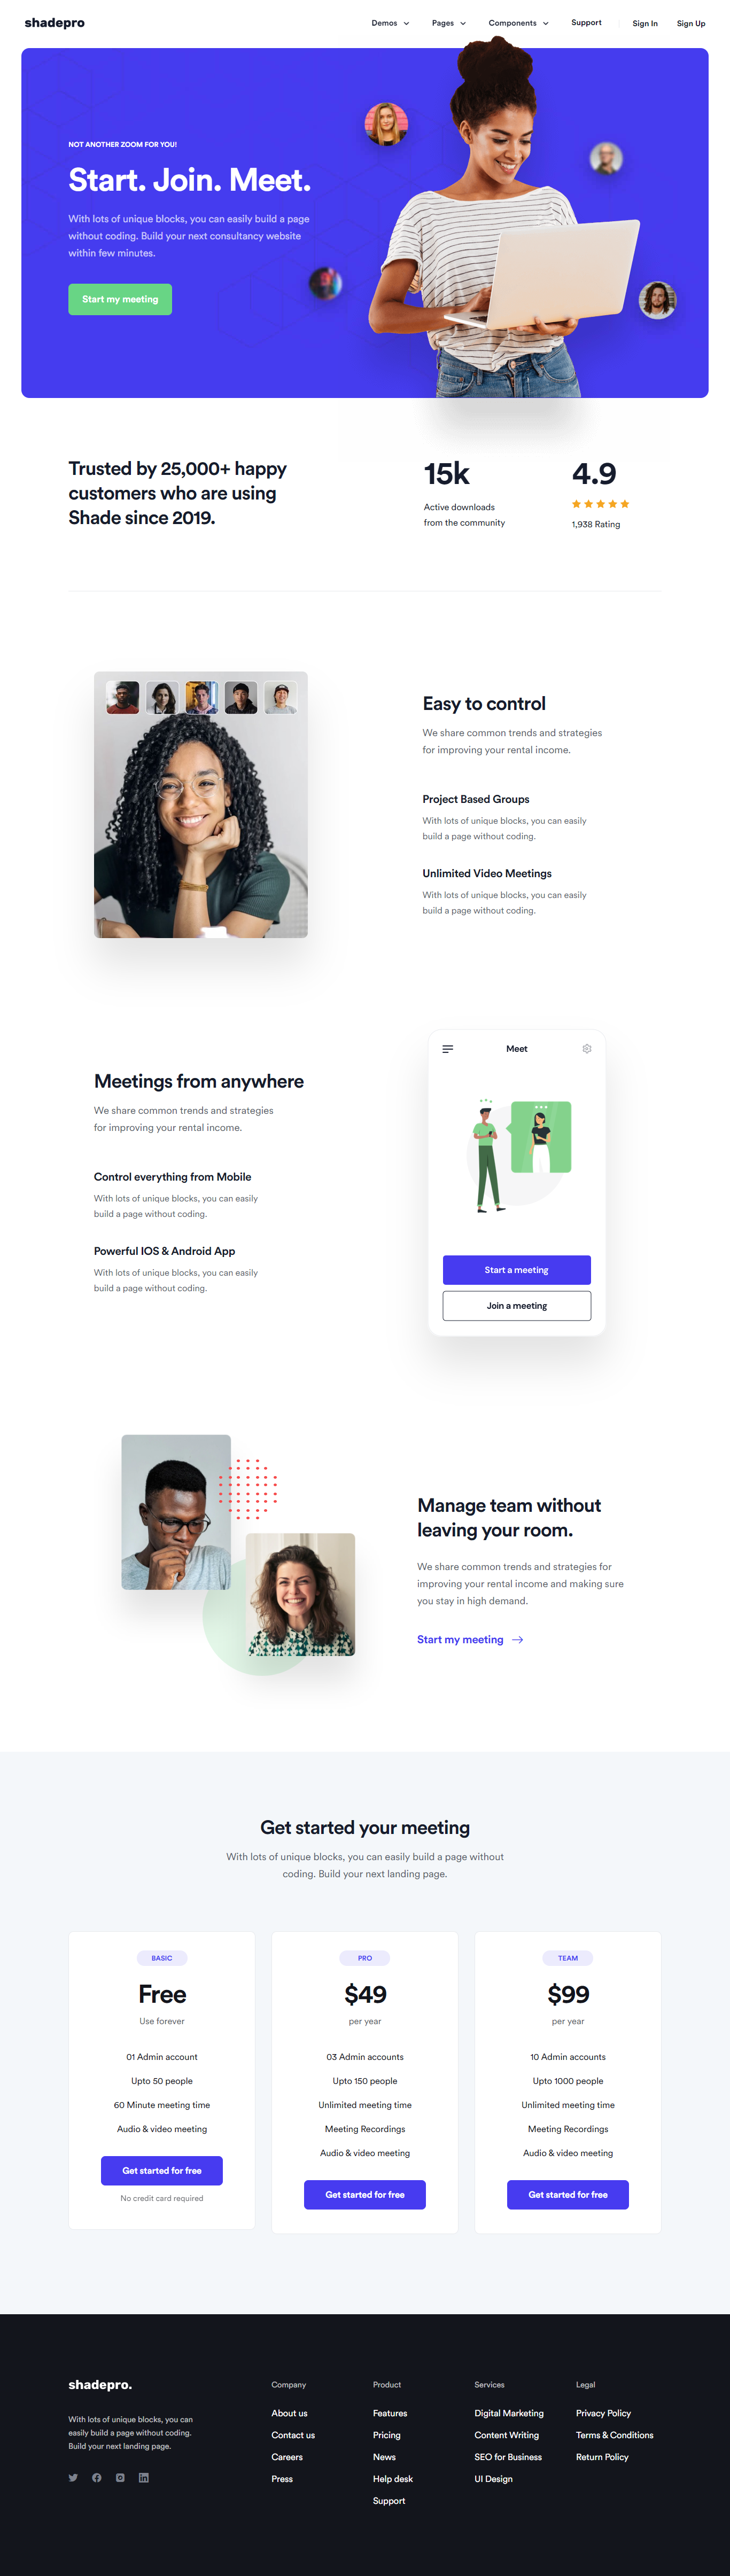 shadepro
Demos
Pages
Components
Support
Sign In
Sign Up
NOT ANOTHER ZOOM FOR YOU!
Start. Join. Meet.
With lots of unique blocks, you can easily build a page
without coding. Build your next consultancy website
within few minutes.
Start my meeting
Trusted by 25,000+ happy
customers who are using
Shade since 2019.
15k
Active downloads
from the community
4.9
1,938 Rating
Easy to control
We share common trends and strategies
for improving your rental income.
Project Based Groups
With lots of unique blocks, you can easily
build a page without coding.
Unlimited Video Meetings
With lots of unique blocks, you can easily
build a page without coding.
Meetings from anywhere
We share common trends and strategies
for improving your rental income.
Control everything from Mobile
With lots of unique blocks, you can easily
build a page without coding.
Powerful IOS & Android App
With lots of unique blocks, you can easily
build a page without coding.
Meet
Start a meeting
Join a meeting
Manage team without
leaving your room.
We share common trends and strategies for
improving your rental income and making sure
you stay in high demand.
Start my meeting
Get started your meeting
With lots of unique blocks, you can easily build a page without
coding. Build your next landing page.
BASIC
Free
Use forever
01 Admin account
Upto 50 people
60 Minute meeting time
Audio & video meeting
Get started for free
No credit card required
PRO
$49
per year
03 Admin accounts
Upto 150 people
Unlimited meeting time
Meeting Recordings
Audio & video meeting
Get started for free
TEAM
$99
per year
10 Admin accounts
Upto 1000 people
Unlimited meeting time
Meeting Recordings
Audio & video meeting
Get started for free
shadepro.
With lots of unique blocks, you can
easily build a page without coding.
Build your next landing page.
Company
About us
Contact us
Careers
Press
Product
Features
Pricing
News
Help desk
Support
Services
Digital Marketing
Content Writing
SEO for Business
UI Design
Legal
Privacy Policy
Terms & Conditions
Return Policy